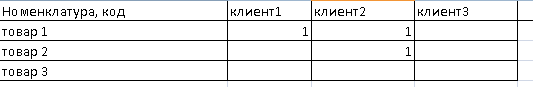 Номенклатура, код клиент1 клиент2 клиент3
товар 1 1 1
товар 2 1
товар 3